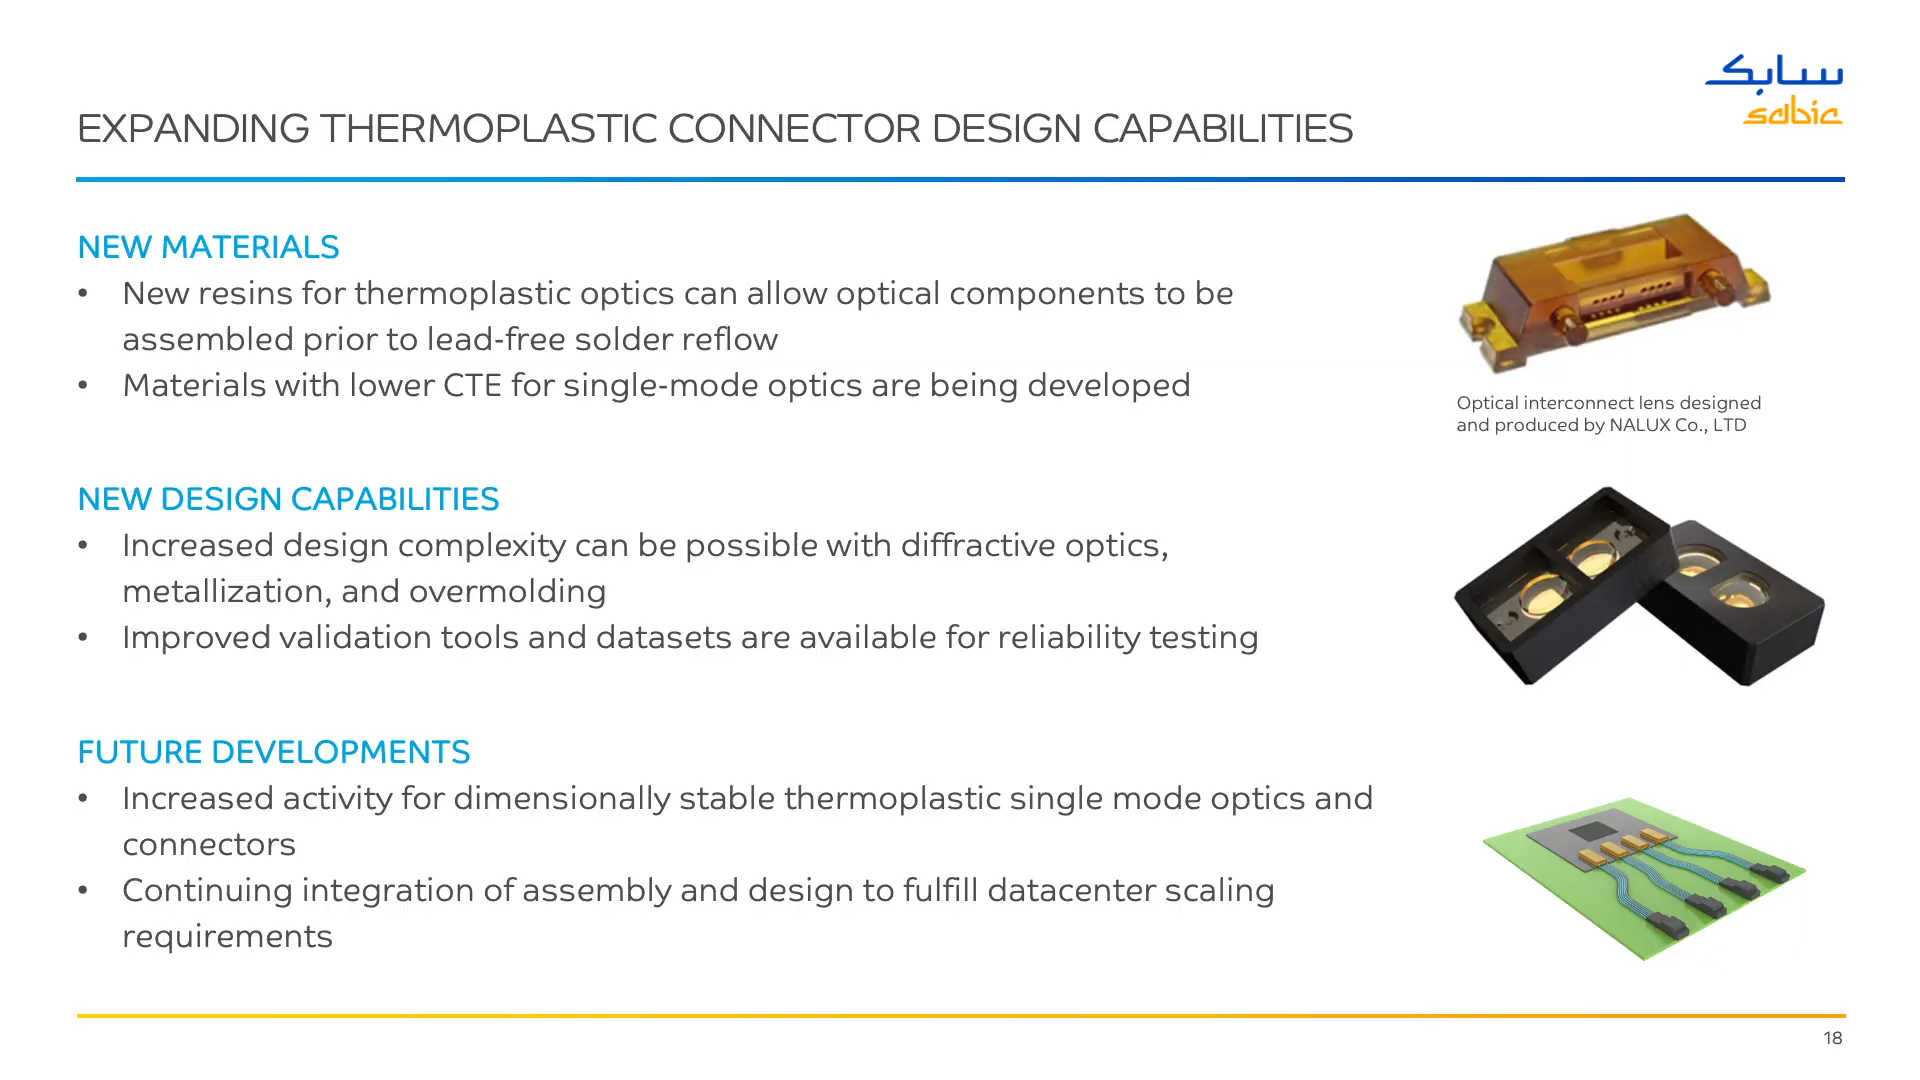 سابك
sabic
EXPANDING THERMOPLASTIC CONNECTOR DESIGN CAPABILITIES
NEW MATERIALS
• New resins for thermoplastic optics can allow optical components to be
assembled prior to lead-free solder reflow
• Materials with lower CTE for single-mode optics are being developed
Optical interconnect lens designed
and produced by NALUX Co., LTD
NEW DESIGN CAPABILITIES
• Increased design complexity can be possible with diffractive optics,
metallization, and overmolding
• Improved validation tools and datasets are available for reliability testing
FUTURE DEVELOPMENTS
• Increased activity for dimensionally stable thermoplastic single mode optics and
connectors
• Continuing integration of assembly and design to fulfill datacenter scaling
requirements
18